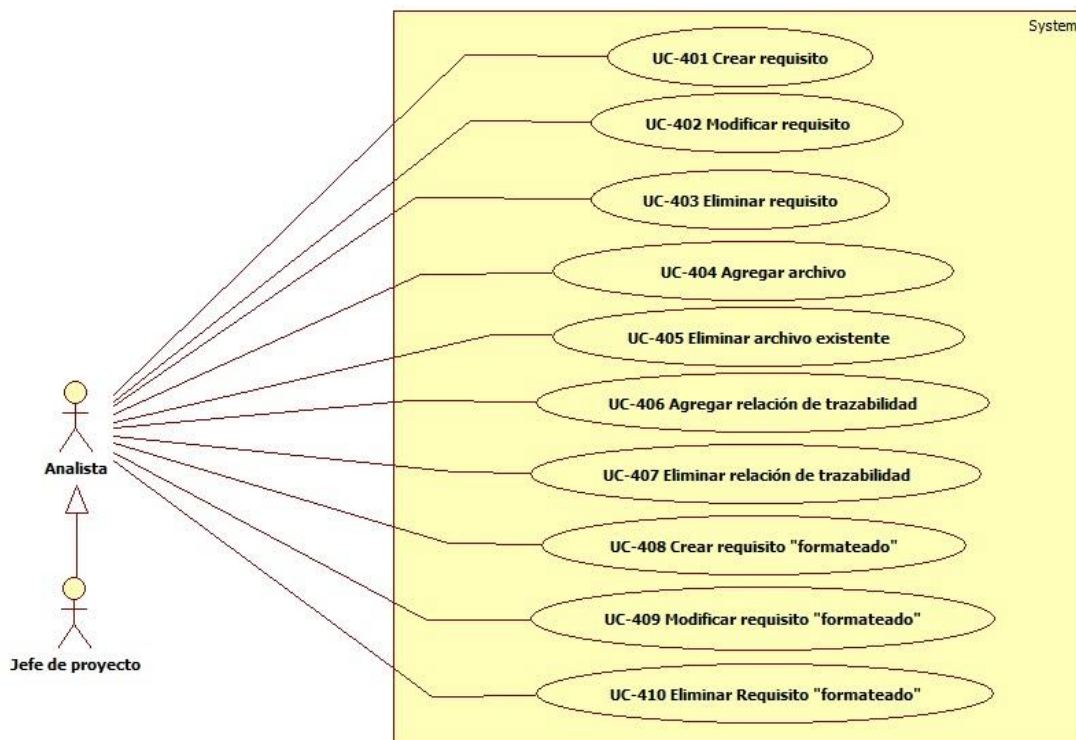 System
UC-401 Crear requisito
UC-402 Modificar requisito
UC-403 Eliminar requisito
UC-404 Agregar archivo
UC-405 Eliminar archivo existente
UC-406 Agregar relación de trazabilidad
Analista
UC-407 Eliminar relación de trazabilidad
UC-408 Crear requisito "formateado"
UC-409 Modificar requisito "formateado"
Jefe de proyecto
UC-410 Eliminar Requisito "formateado"